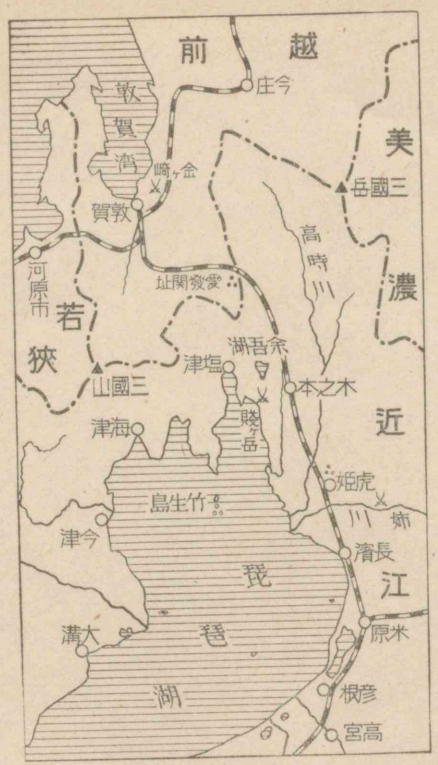 越前
今庄
美濃
三國岳
敦賀灣
金ヶ崎
敦賀
高時川
愛發関址
河原市
若狹
余吾湖
塩津
木之本
三國山
賤ヶ岳
海津
近江
虎姫
姉川
竹生島
今津
長濱
琵琶湖
米原
大溝
彦根
高宮